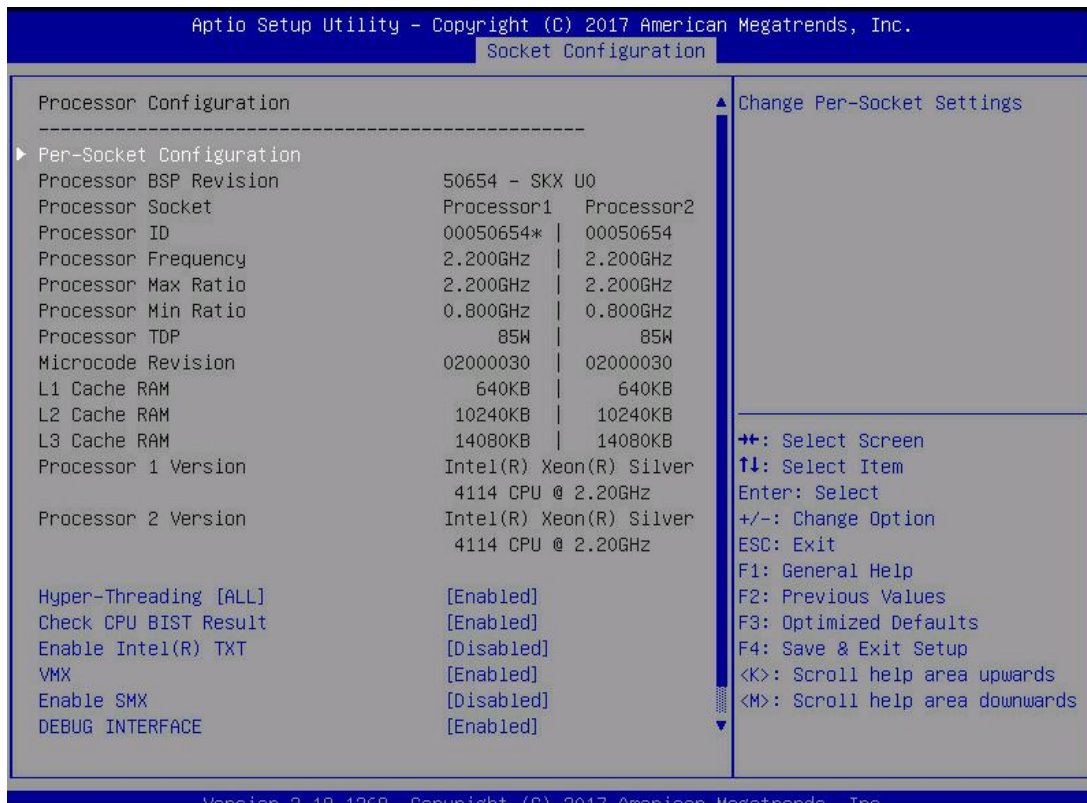 Aptio Setup Utility – Copyright (C) 2017 American Megatrends, Inc.
Socket Configuration
Processor Configuration
--------------------------------------------------
Per-Socket Configuration
Processor BSP Revision 50654 – SKX U0
Processor Socket Processor1 Processor2
Processor ID 00050654* | 00050654
Processor Frequency 2.200GHz | 2.200GHz
Processor Max Ratio 2.200GHz | 2.200GHz
Processor Min Ratio 0.800GHz | 0.800GHz
Processor TDP 85W | 85W
Microcode Revision 02000030 | 02000030
L1 Cache RAM 640KB | 640KB
L2 Cache RAM 10240KB | 10240KB
L3 Cache RAM 14080KB | 14080KB
Processor 1 Version Intel(R) Xeon(R) Silver
4114 CPU @ 2.20GHz
Processor 2 Version Intel(R) Xeon(R) Silver
4114 CPU @ 2.20GHz
Hyper-Threading [ALL] [Enabled]
Check CPU BIST Result [Enabled]
Enable Intel(R) TXT [Disabled]
VMX [Enabled]
Enable SMX [Disabled]
DEBUG INTERFACE [Enabled]
Change Per-Socket Settings
→←: Select Screen
↑↓: Select Item
Enter: Select
+/-: Change Option
ESC: Exit
F1: General Help
F2: Previous Values
F3: Optimized Defaults
F4: Save & Exit Setup
<K>: Scroll help area upwards
<M>: Scroll help area downwards
Version 2.19.1268. Copyright (C) 2017 American Megatrends, Inc.